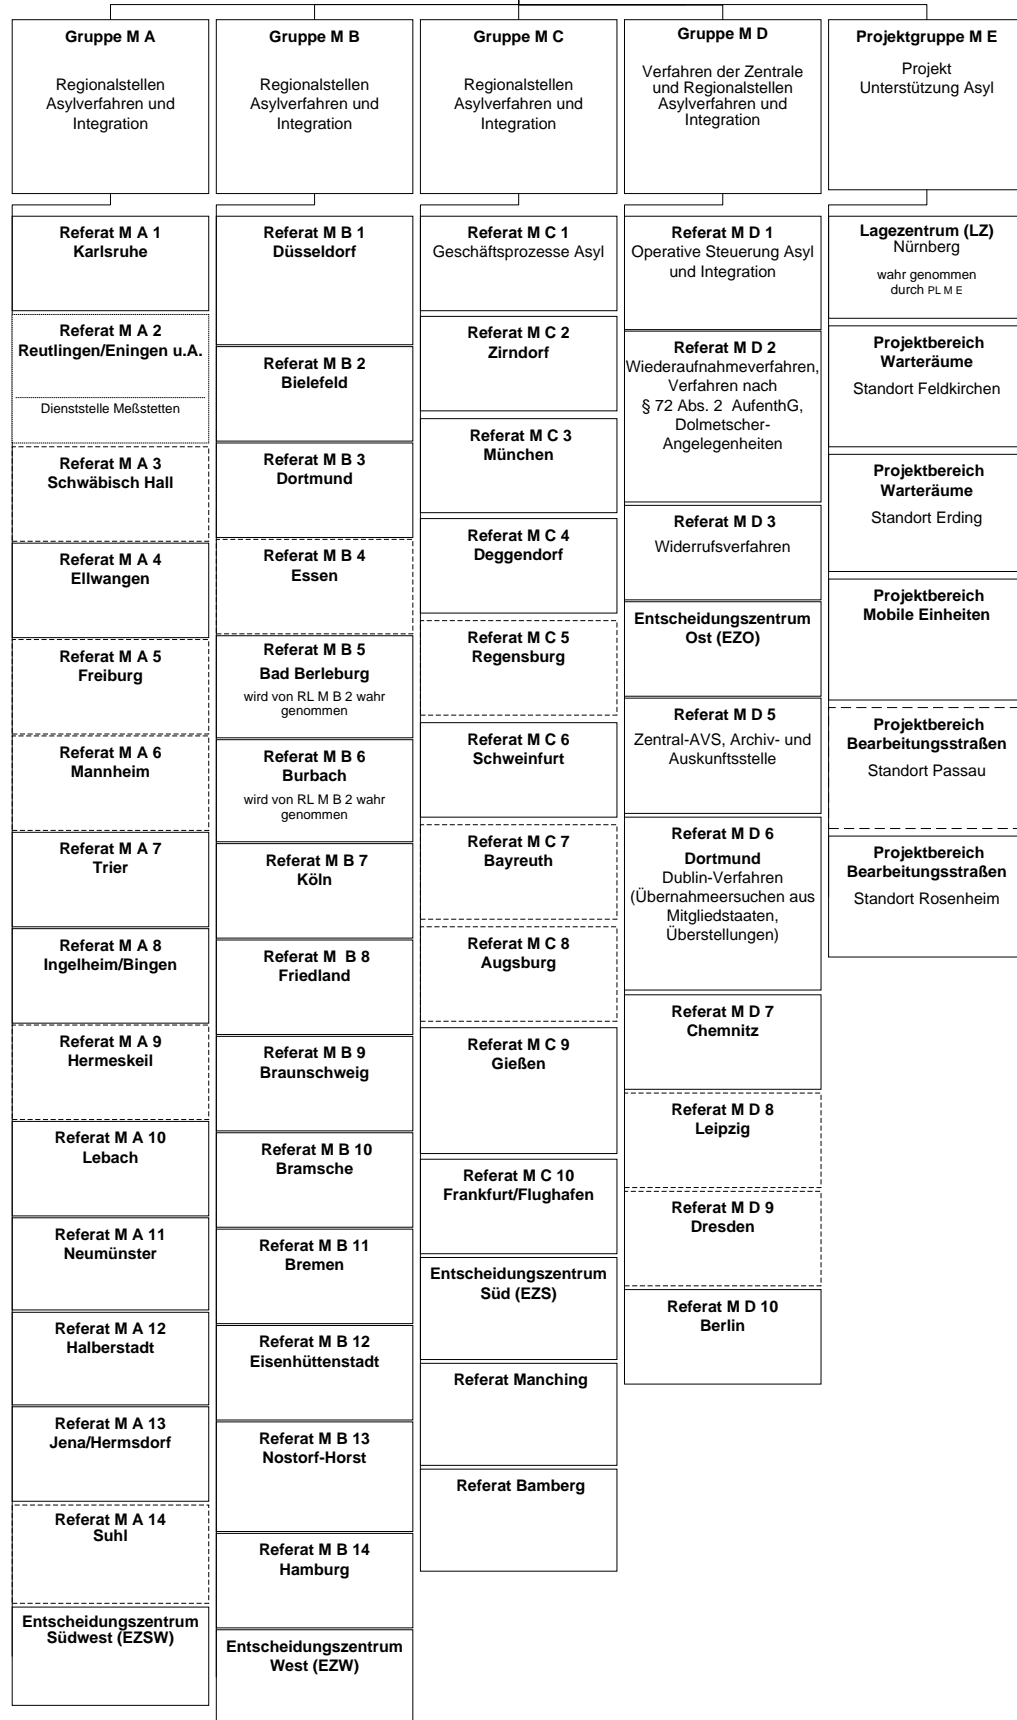 Gruppe M A
Regionalstellen
Asylverfahren und
Integration
Referat M A 1
Karlsruhe
Referat M A 2
Reutlingen/Eningen u.A.
Dienststelle Meßstetten
Referat M A 3
Schwäbisch Hall
Referat M A 4
Ellwangen
Referat M A 5
Freiburg
Referat M A 6
Mannheim
Referat M A 7
Trier
Referat M A 8
Ingelheim/Bingen
Referat M A 9
Hermeskeil
Referat M A 10
Lebach
Referat M A 11
Neumünster
Referat M A 12
Halberstadt
Referat M A 13
Jena/Hermsdorf
Referat M A 14
Suhl
Entscheidungszentrum
Südwest (EZSW)
Gruppe M B
Regionalstellen
Asylverfahren und
Integration
Referat M B 1
Düsseldorf
Referat M B 2
Bielefeld
Referat M B 3
Dortmund
Referat M B 4
Essen
Referat M B 5
Bad Berleburg
wird von RL M B 2 wahr
genommen
Referat M B 6
Burbach
wird von RL M B 2 wahr
genommen
Referat M B 7
Köln
Referat M B 8
Friedland
Referat M B 9
Braunschweig
Referat M B 10
Bramsche
Referat M B 11
Bremen
Referat M B 12
Eisenhüttenstadt
Referat M B 13
Nostorf-Horst
Referat M B 14
Hamburg
Entscheidungszentrum
West (EZW)
Gruppe M C
Regionalstellen
Asylverfahren und
Integration
Referat M C 1
Geschäftsprozesse Asyl
Referat M C 2
Zirndorf
Referat M C 3
München
Referat M C 4
Deggendorf
Referat M C 5
Regensburg
Referat M C 6
Schweinfurt
Referat M C 7
Bayreuth
Referat M C 8
Augsburg
Referat M C 9
Gießen
Referat M C 10
Frankfurt/Flughafen
Entscheidungszentrum
Süd (EZS)
Referat Manching
Referat Bamberg
Gruppe M D
Verfahren der Zentrale
und Regionalstellen
Asylverfahren und
Integration
Referat M D 1
Operative Steuerung Asyl
und Integration
Referat M D 2
Wiederaufnahmeverfahren,
Verfahren nach
§ 72 Abs. 2 AufenthG,
Dolmetscher-
Angelegenheiten
Referat M D 3
Widerrufsverfahren
Entscheidungszentrum
Ost (EZO)
Referat M D 5
Zentral-AVS, Archiv- und
Auskunftsstelle
Referat M D 6
Dortmund
Dublin-Verfahren
(Übernahmeersuchen aus
Mitgliedstaaten,
Überstellungen)
Referat M D 7
Chemnitz
Referat M D 8
Leipzig
Referat M D 9
Dresden
Referat M D 10
Berlin
Projektgruppe M E
Projekt
Unterstützung Asyl
Lagezentrum (LZ)
Nürnberg
wahr genommen
durch PL M E
Projektbereich
Warteräume
Standort Feldkirchen
Projektbereich
Warteräume
Standort Erding
Projektbereich
Mobile Einheiten
Projektbereich
Bearbeitungsstraßen
Standort Passau
Projektbereich
Bearbeitungsstraßen
Standort Rosenheim